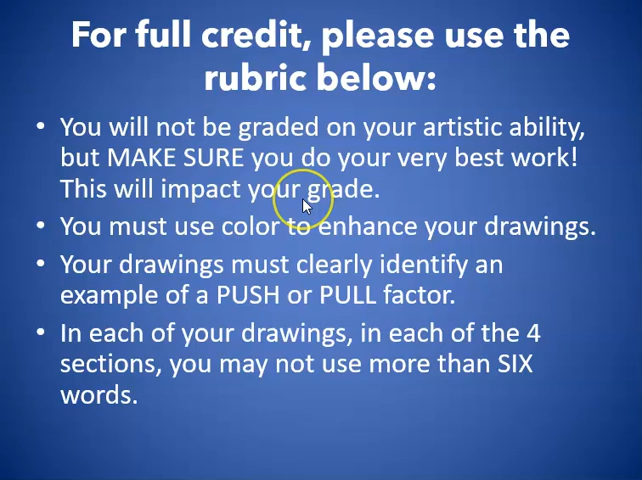 For full credit, please use the
rubric below:
• You will not be graded on your artistic ability,
but MAKE SURE you do your very best work!
This will impact your grade.
• You must use color to enhance your drawings.
• Your drawings must clearly identify an
example of a PUSH or PULL factor.
• In each of your drawings, in each of the 4
sections, you may not use more than SIX
words.